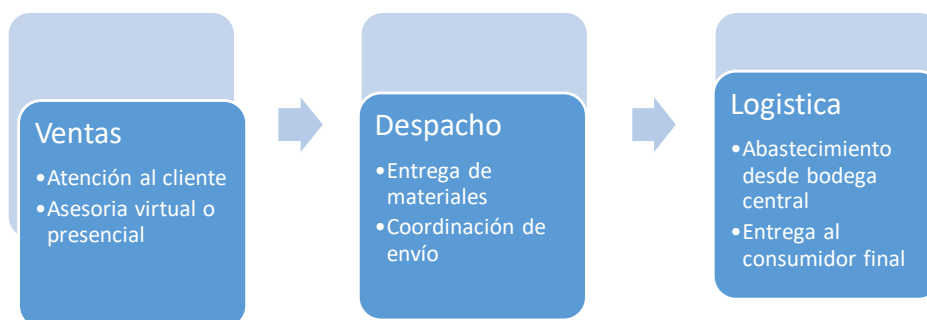 Ventas
•Atención al cliente
•Asesoria virtual o
presencial
Despacho
•Entrega de
materiales
•Coordinación de
envío
Logistica
•Abastecimiento
desde bodega
central
•Entrega al
consumidor final